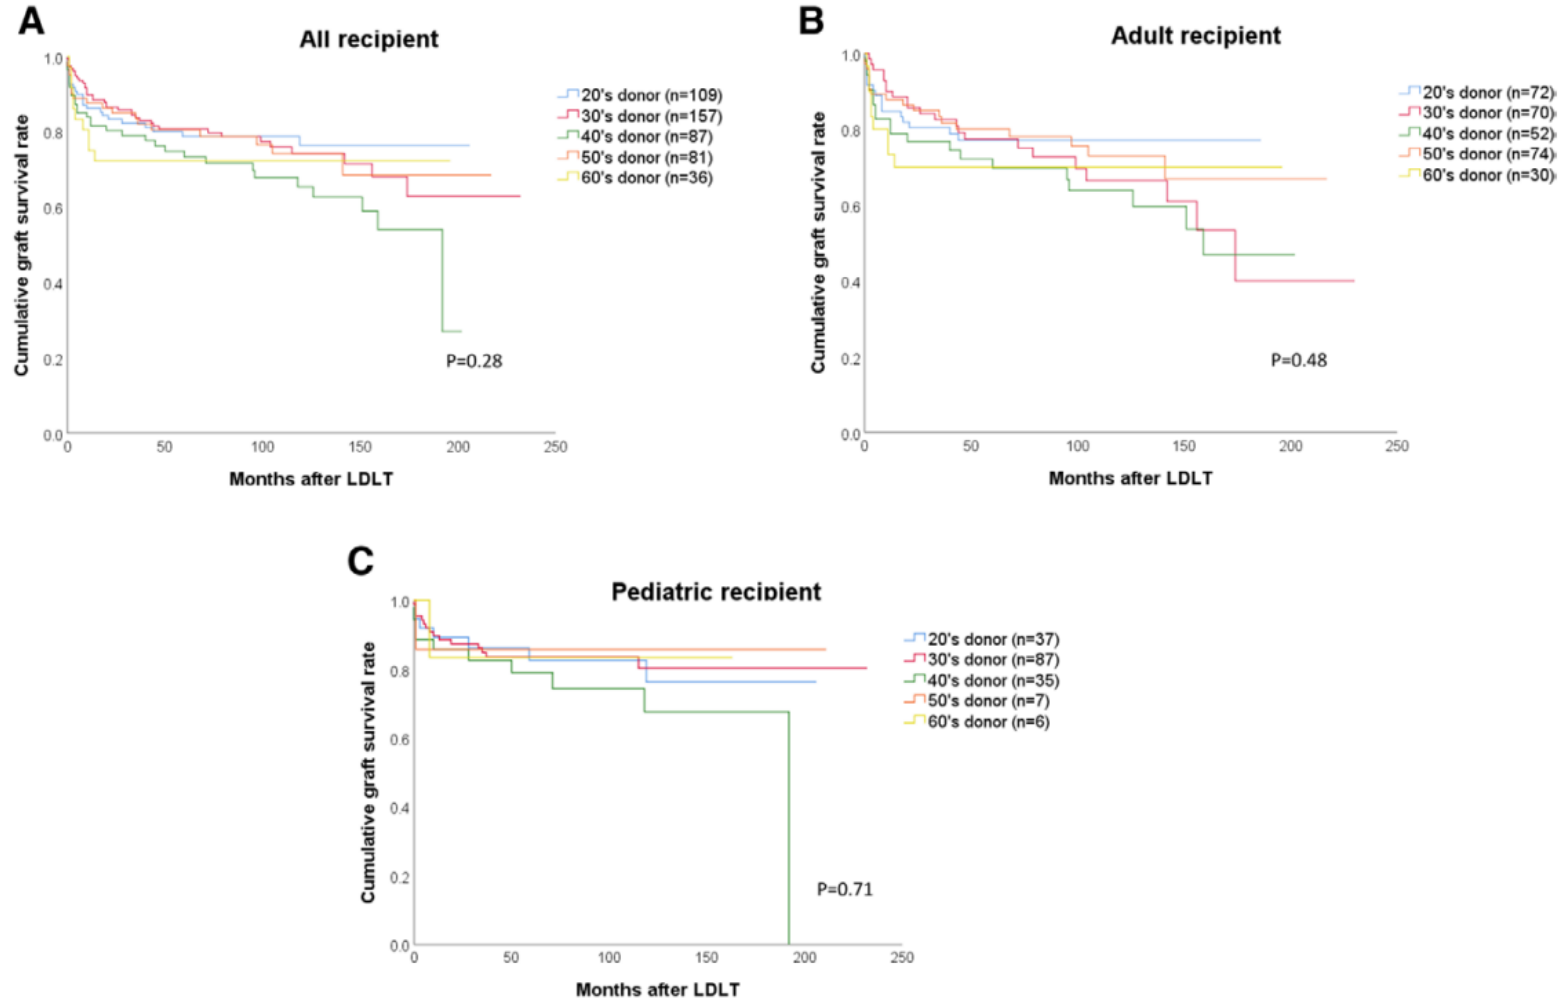 A
All recipient
Cumulative graft survival rate
1.0
0.8
0.6
0.4
0.2
0.0
0
50
100
150
200
250
Months after LDLT
20's donor (n=109)
30's donor (n=157)
40's donor (n=87)
50's donor (n=81)
60's donor (n=36)
P=0.28
B
Adult recipient
Cumulative graft survival rate
1.0
0.8
0.6
0.4
0.2
0.0
0
50
100
150
200
250
Months after LDLT
20's donor (n=72)
30's donor (n=70)
40's donor (n=52)
50's donor (n=74)
60's donor (n=30)
P=0.48
C
Pediatric recipient
Cumulative graft survival rate
1.0
0.8
0.6
0.4
0.2
0.0
0
50
100
150
200
250
Months after LDLT
20's donor (n=37)
30's donor (n=87)
40's donor (n=35)
50's donor (n=7)
60's donor (n=6)
P=0.71